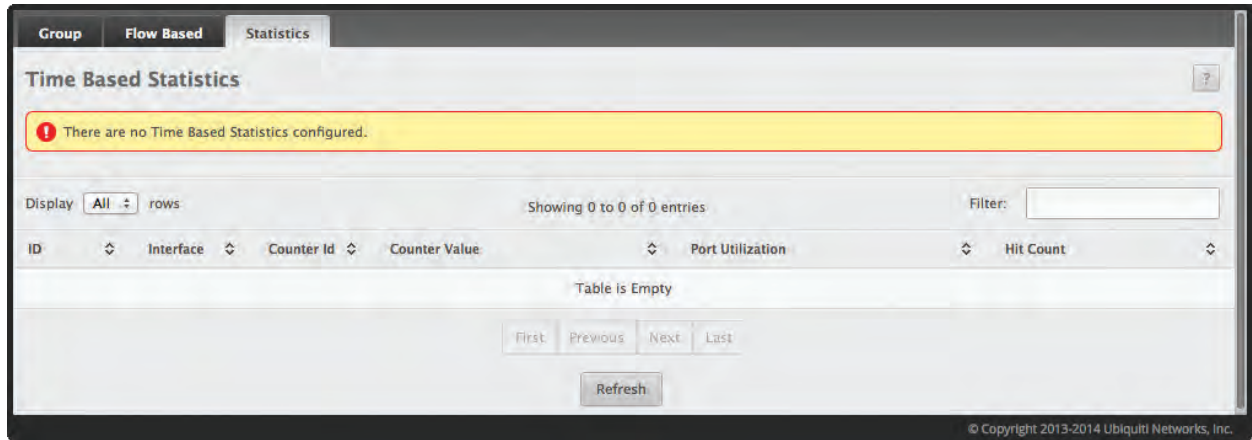 Group Flow Based Statistics
Time Based Statistics
?
There are no Time Based Statistics configured.
Display All rows Showing 0 to 0 of 0 entries Filter:
ID Interface Counter Id Counter Value Port Utilization Hit Count
Table is Empty
First Previous Next Last
Refresh
© Copyright 2013-2014 Ubiquiti Networks, Inc.